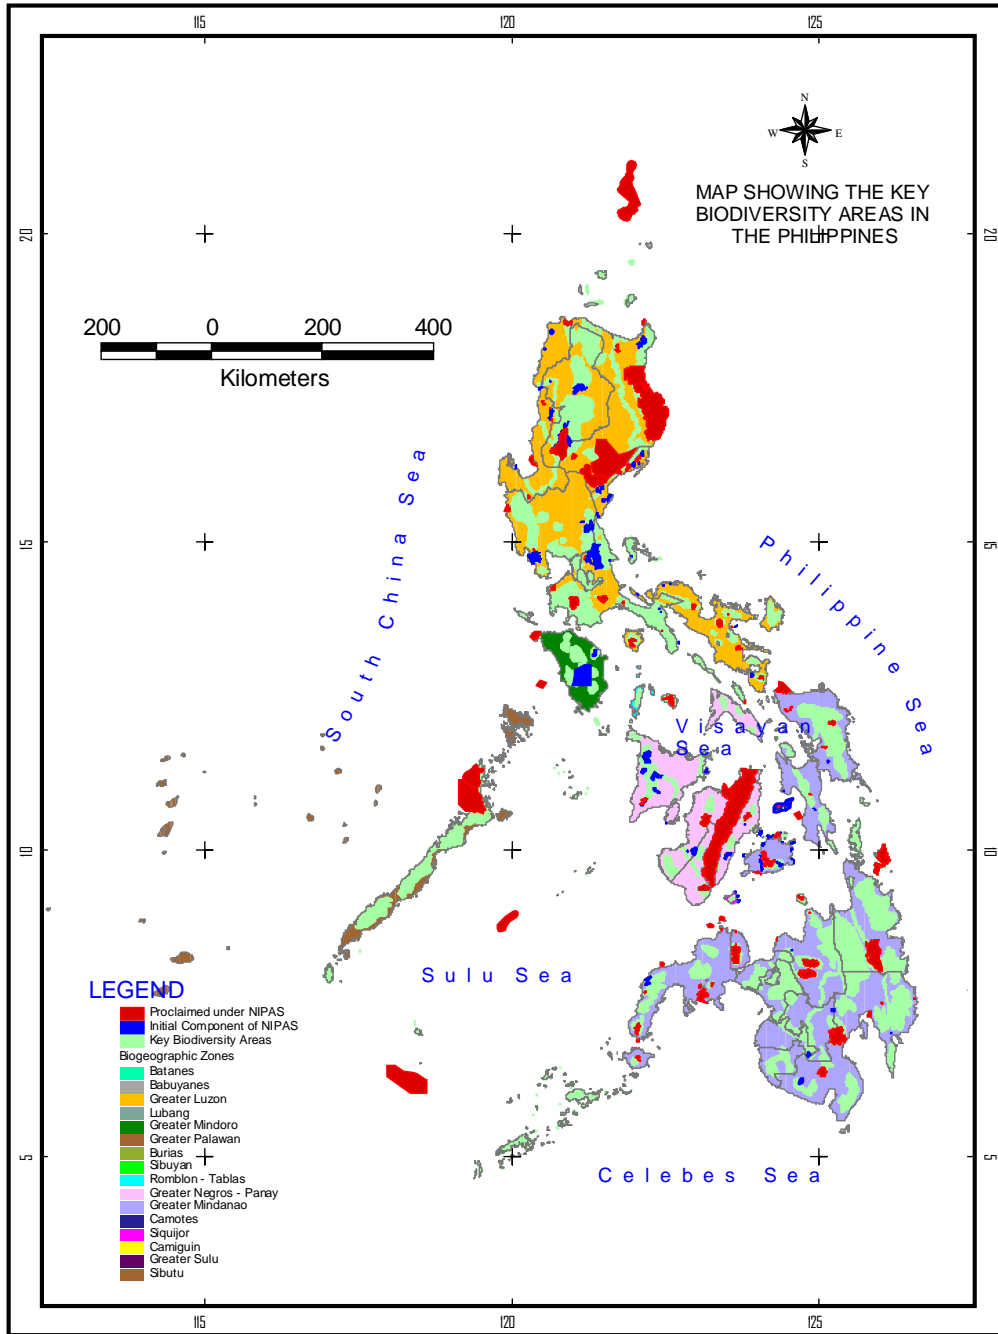 115 120 125
N
W E
S
MAP SHOWING THE KEY
BIODIVERSITY AREAS IN
THE PHILIPPINES
20 20
200 0 200 400
Kilometers
South China Sea
15 15
Philippine Sea
Visayan
Sea
10 10
Sulu Sea
LEGEND
Proclaimed under NIPAS
Initial Component of NIPAS
Key Biodiversity Areas
Biogeographic Zones
Batanes
Babuyanes
Greater Luzon
Lubang
Greater Mindoro
Greater Palawan
Burias
Sibuyan
Romblon - Tablas
Greater Negros - Panay
Greater Mindanao
Camotes
Siquijor
Camiguin
Greater Sulu
Sibutu
5 5
Celebes Sea
115 120 125